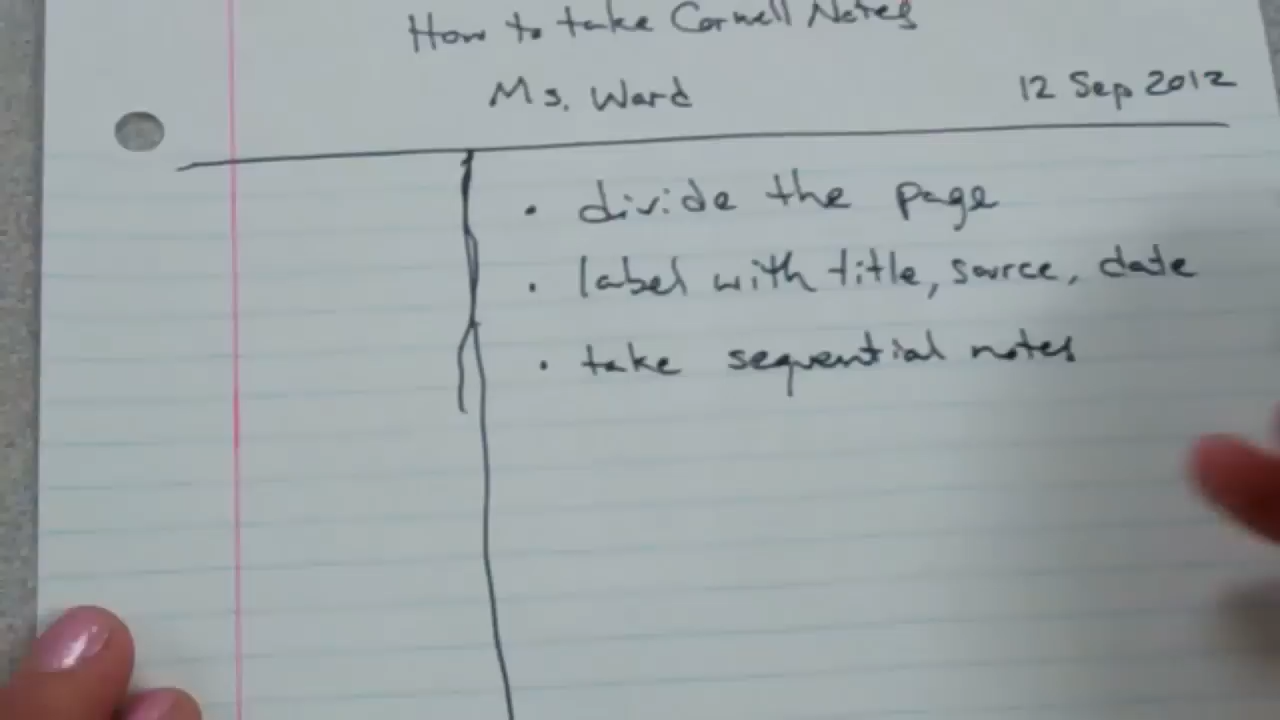 How to take Cornell Notes
Ms. Ward
12 Sep 2012
• divide the page
• label with title, source, date
• take sequential notes